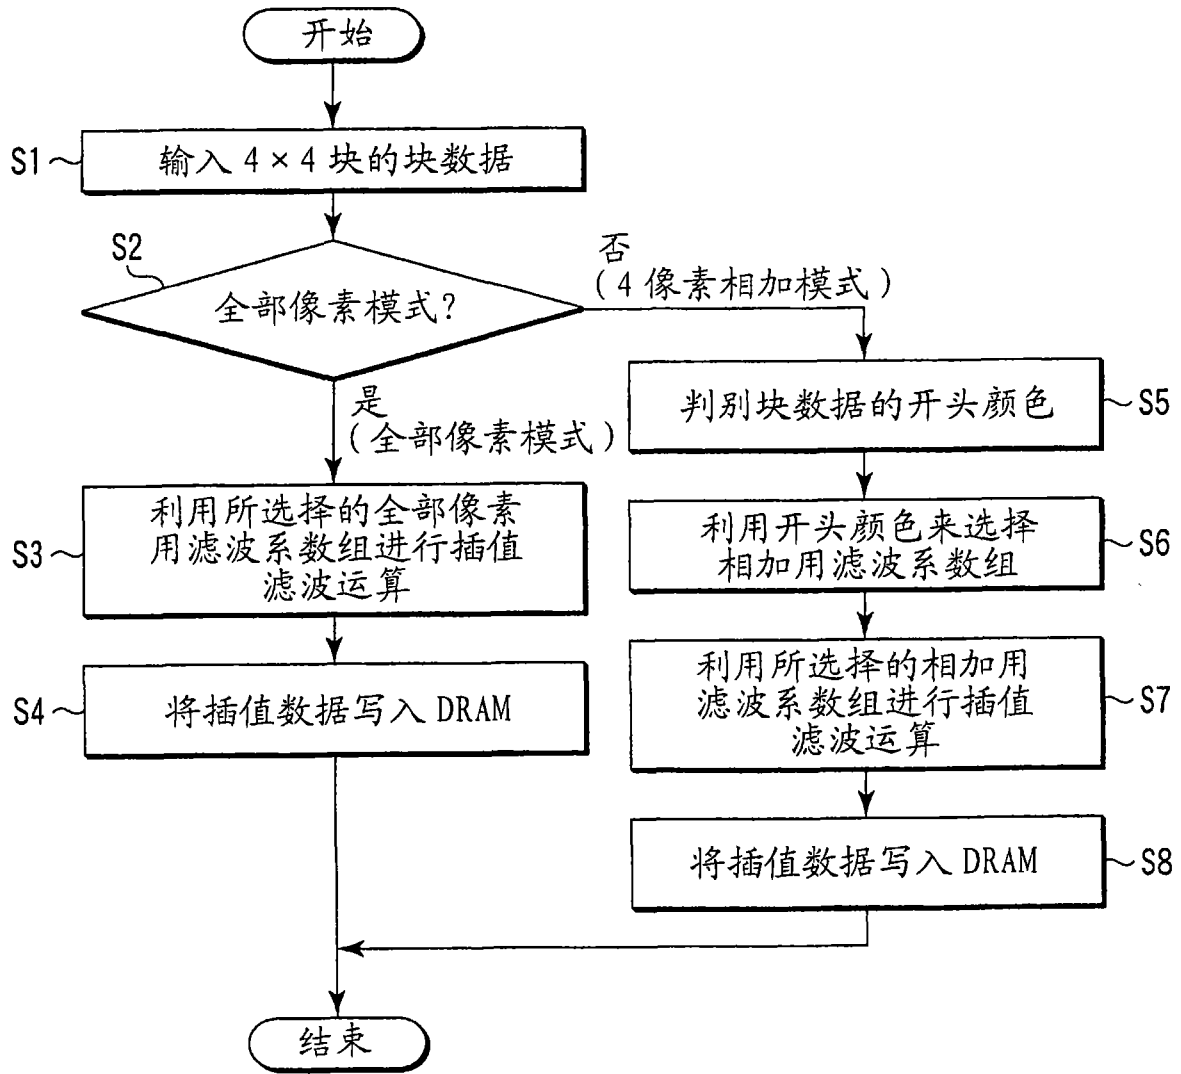 开始
S1
输入 4 × 4 块的块数据
S2
全部像素模式？
否
(4 像素相加模式)
是
(全部像素模式)
S3
利用所选择的全部像素
用滤波系数组进行插值
滤波运算
S4
将插值数据写入 DRAM
判别块数据的开头颜色
S5
利用开头颜色来选择
相加用滤波系数组
S6
利用所选择的相加用
滤波系数组进行插值
滤波运算
S7
将插值数据写入 DRAM
S8
结束